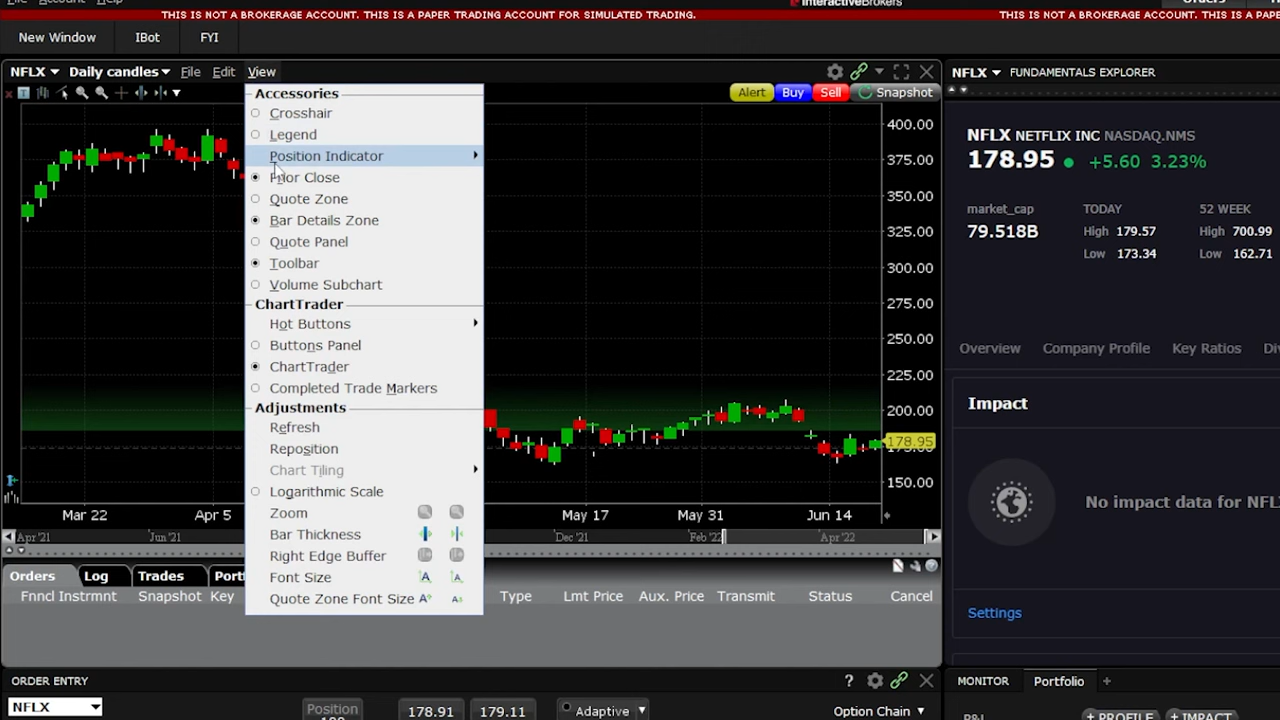 File Account Help
InteractiveBrokers
Orders
THIS IS NOT A BROKERAGE ACCOUNT. THIS IS A PAPER TRADING ACCOUNT FOR SIMULATED TRADING.
THIS IS NOT A BROKERAGE ACCOUNT. THIS IS A PAPE
New Window IBot FYI
NFLX Daily candles File Edit View
Alert Buy Sell Snapshot
Accessories
Crosshair
Legend
Position Indicator
Prior Close
Quote Zone
Bar Details Zone
Quote Panel
Toolbar
Volume Subchart
ChartTrader
Hot Buttons
Buttons Panel
ChartTrader
Completed Trade Markers
Adjustments
Refresh
Reposition
Chart Tiling
Logarithmic Scale
Zoom
Bar Thickness
Right Edge Buffer
Font Size
Quote Zone Font Size
400.00
375.00
350.00
325.00
300.00
275.00
250.00
225.00
200.00
178.95
150.00
Mar 22 Apr 5 May 17 May 31 Jun 14
Apr '21 Jun '21 Dec '21 Feb '22 Apr '22
Orders Log Trades Port
Fnncl Instrmnt Snapshot Key Type Lmt Price Aux. Price Transmit Status Cancel
ORDER ENTRY ?
NFLX Position 178.91 179.11 Adaptive Option Chain
100
NFLX FUNDAMENTALS EXPLORER
NFLX NETFLIX INC NASDAQ.NMS
178.95 +5.60 3.23%
market_cap TODAY 52 WEEK
79.518B High 179.57 High 700.99
Low 173.34 Low 162.71
Overview Company Profile Key Ratios Di
Impact
No impact data for NFL
Settings
MONITOR Portfolio +
P&L + PROFILE + IMPACT